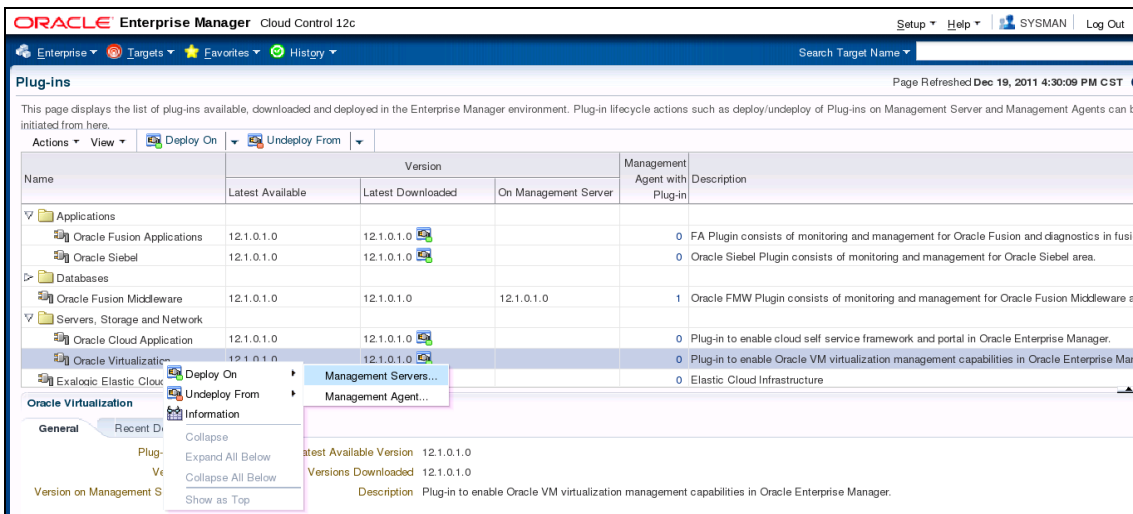 ORACLE Enterprise Manager Cloud Control 12c Setup Help SYSMAN Log Out
Enterprise Targets Favorites History Search Target Name
Plug-ins Page Refreshed Dec 19, 2011 4:30:09 PM CST
This page displays the list of plug-ins available, downloaded and deployed in the Enterprise Manager environment. Plug-in lifecycle actions such as deploy/undeploy of Plug-ins on Management Server and Management Agents can
initiated from here.
Actions View Deploy On Undeploy From
Name Version Management Agent with Plug-in Description
Latest Available Latest Downloaded On Management Server
Applications
Oracle Fusion Applications 12.1.0.1.0 12.1.0.1.0 0 FA Plugin consists of monitoring and management for Oracle Fusion and diagnostics in fusi
Oracle Siebel 12.1.0.1.0 12.1.0.1.0 0 Oracle Siebel Plugin consists of monitoring and management for Oracle Siebel area.
Databases
Oracle Fusion Middleware 12.1.0.1.0 12.1.0.1.0 12.1.0.1.0 1 Oracle FMW Plugin consists of monitoring and management for Oracle Fusion Middleware
Servers, Storage and Network
Oracle Cloud Application 12.1.0.1.0 12.1.0.1.0 0 Plug-in to enable cloud self service framework and portal in Oracle Enterprise Manager.
Oracle Virtualization 12.1.0.1.0 12.1.0.1.0 0 Plug-in to enable Oracle VM virtualization management capabilities in Oracle Enterprise Mar
Exalogic Elastic Clou 0 Elastic Cloud Infrastructure
Deploy On Management Servers...
Undeploy From Management Agent...
Information
Collapse
Expand All Below
Collapse All Below
Show as Top
Oracle Virtualization
General Recent De
Plug- atest Available Version 12.1.0.1.0
Ve Versions Downloaded 12.1.0.1.0
Version on Management S Description Plug-in to enable Oracle VM virtualization management capabilities in Oracle Enterprise Manager.